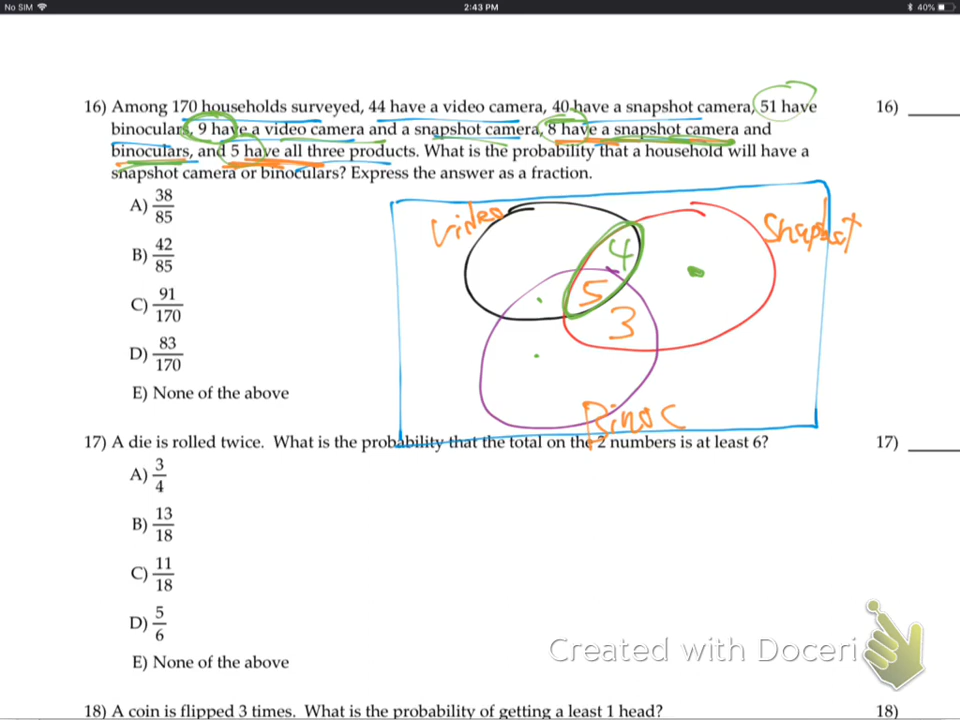 No SIM 2:43 PM 40%
16) Among 170 households surveyed, 44 have a video camera, 40 have a snapshot camera, 51 have 16)
binoculars, 9 have a video camera and a snapshot camera, 8 have a snapshot camera and
binoculars, and 5 have all three products. What is the probability that a household will have a
snapshot camera or binoculars? Express the answer as a fraction.
A) 38/85
B) 42/85
C) 91/170
D) 83/170
E) None of the above
Video
Snapshot
4
5
3
Binoc
17) A die is rolled twice. What is the probability that the total on the 2 numbers is at least 6? 17)
A) 3/4
B) 13/18
C) 11/18
D) 5/6
E) None of the above
Created with Doceri
18) A coin is flipped 3 times. What is the probability of getting a least 1 head? 18)